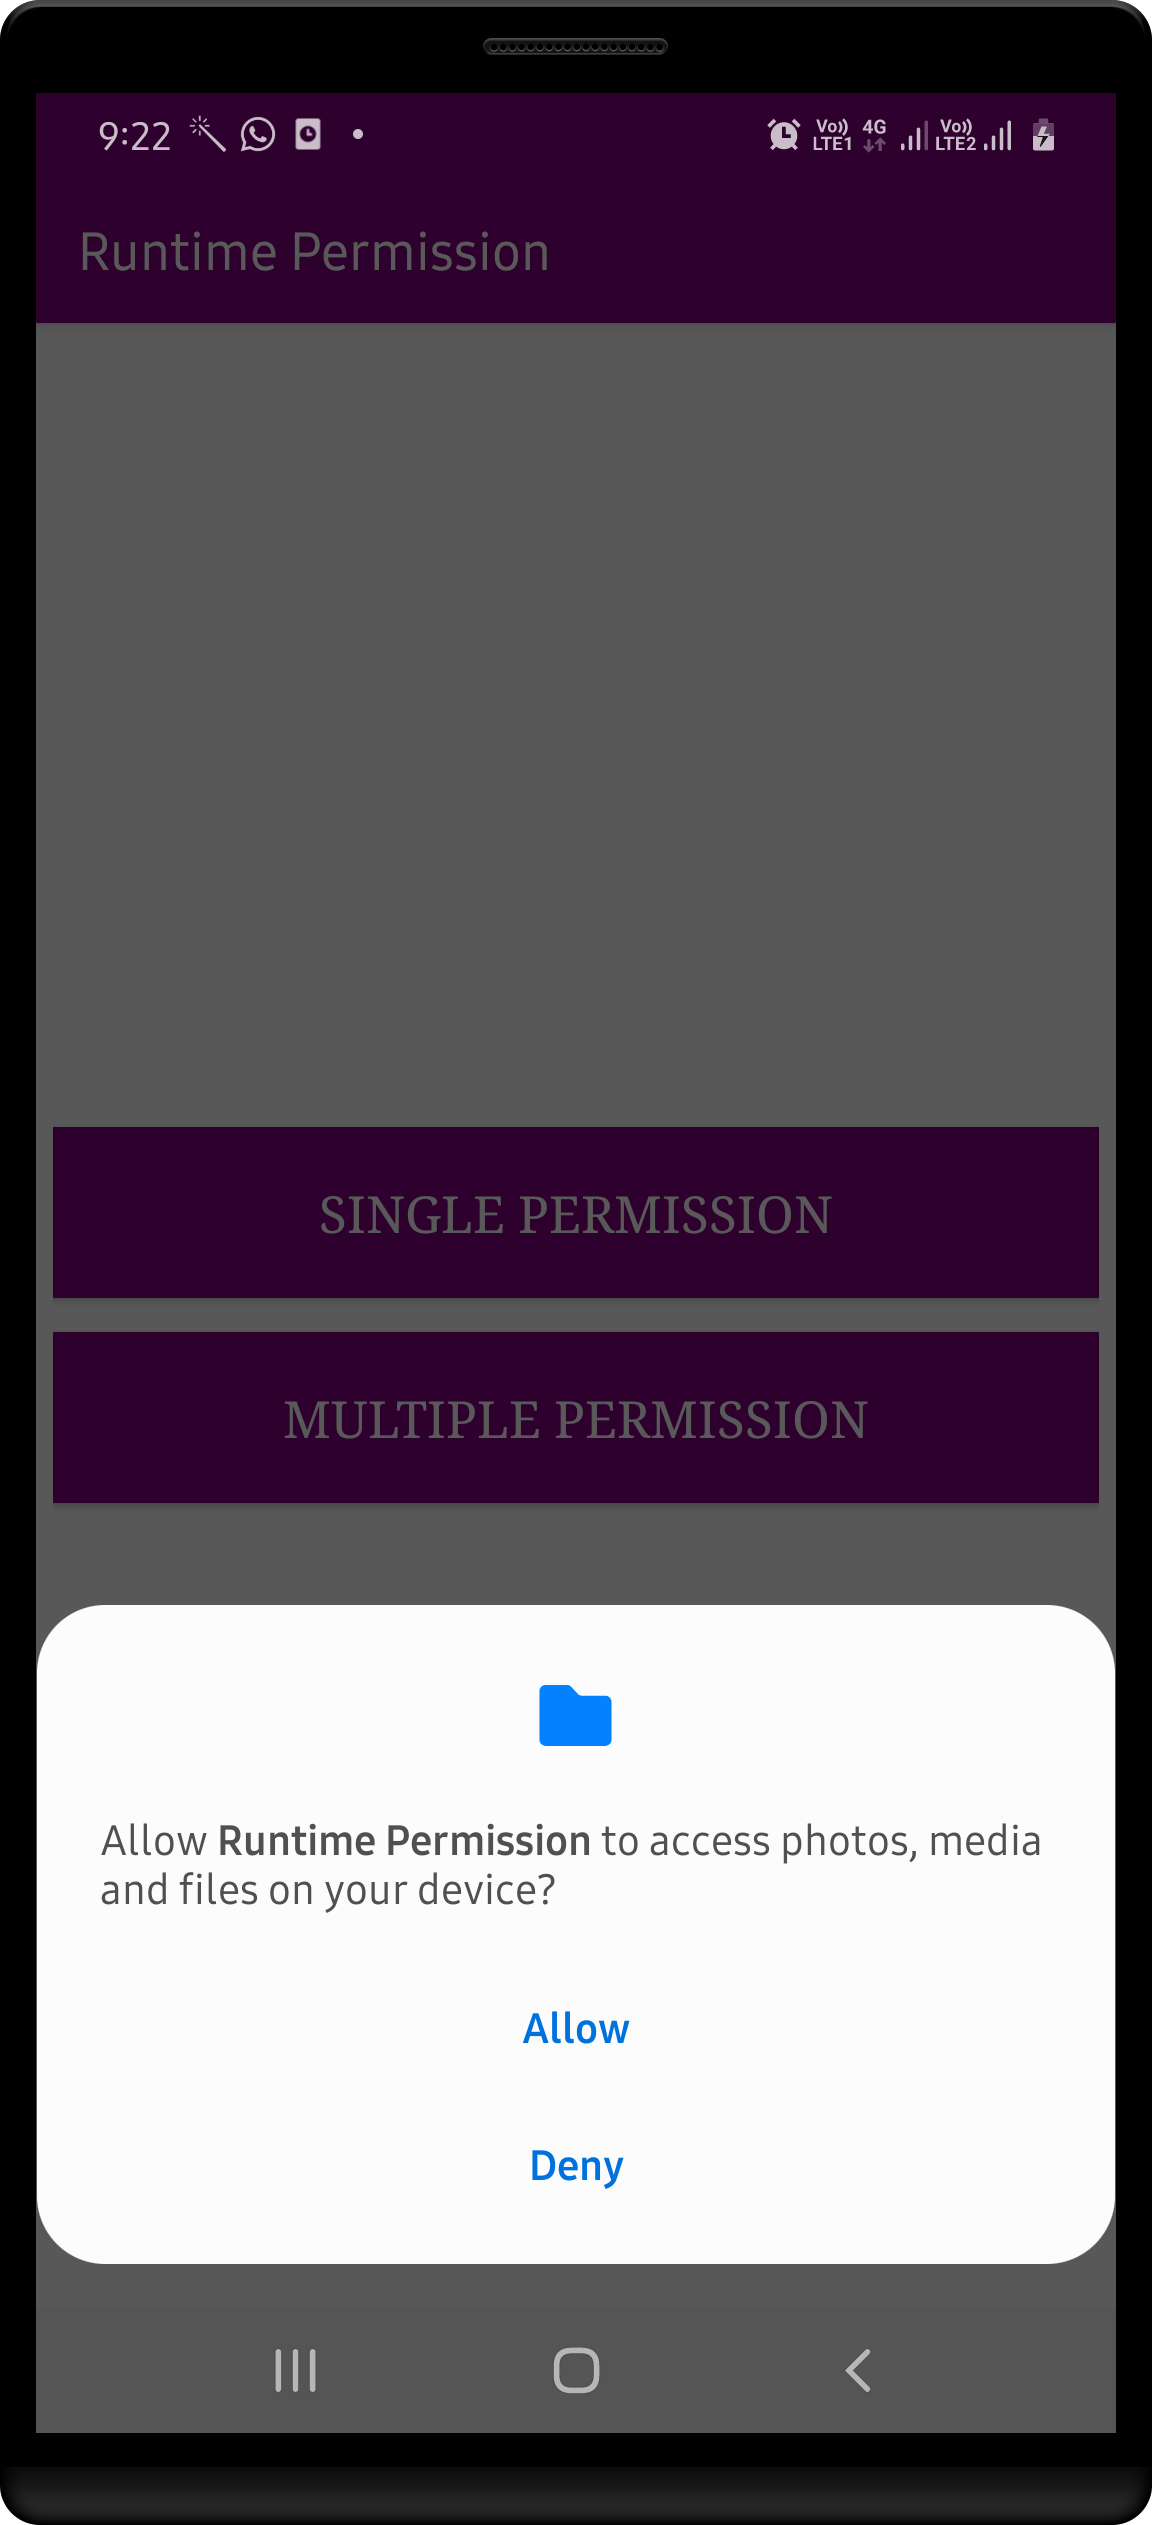 9:22
Vo)) LTE1 4G Vo)) LTE2
Runtime Permission
SINGLE PERMISSION
MULTIPLE PERMISSION
Allow Runtime Permission to access photos, media
and files on your device?
Allow
Deny